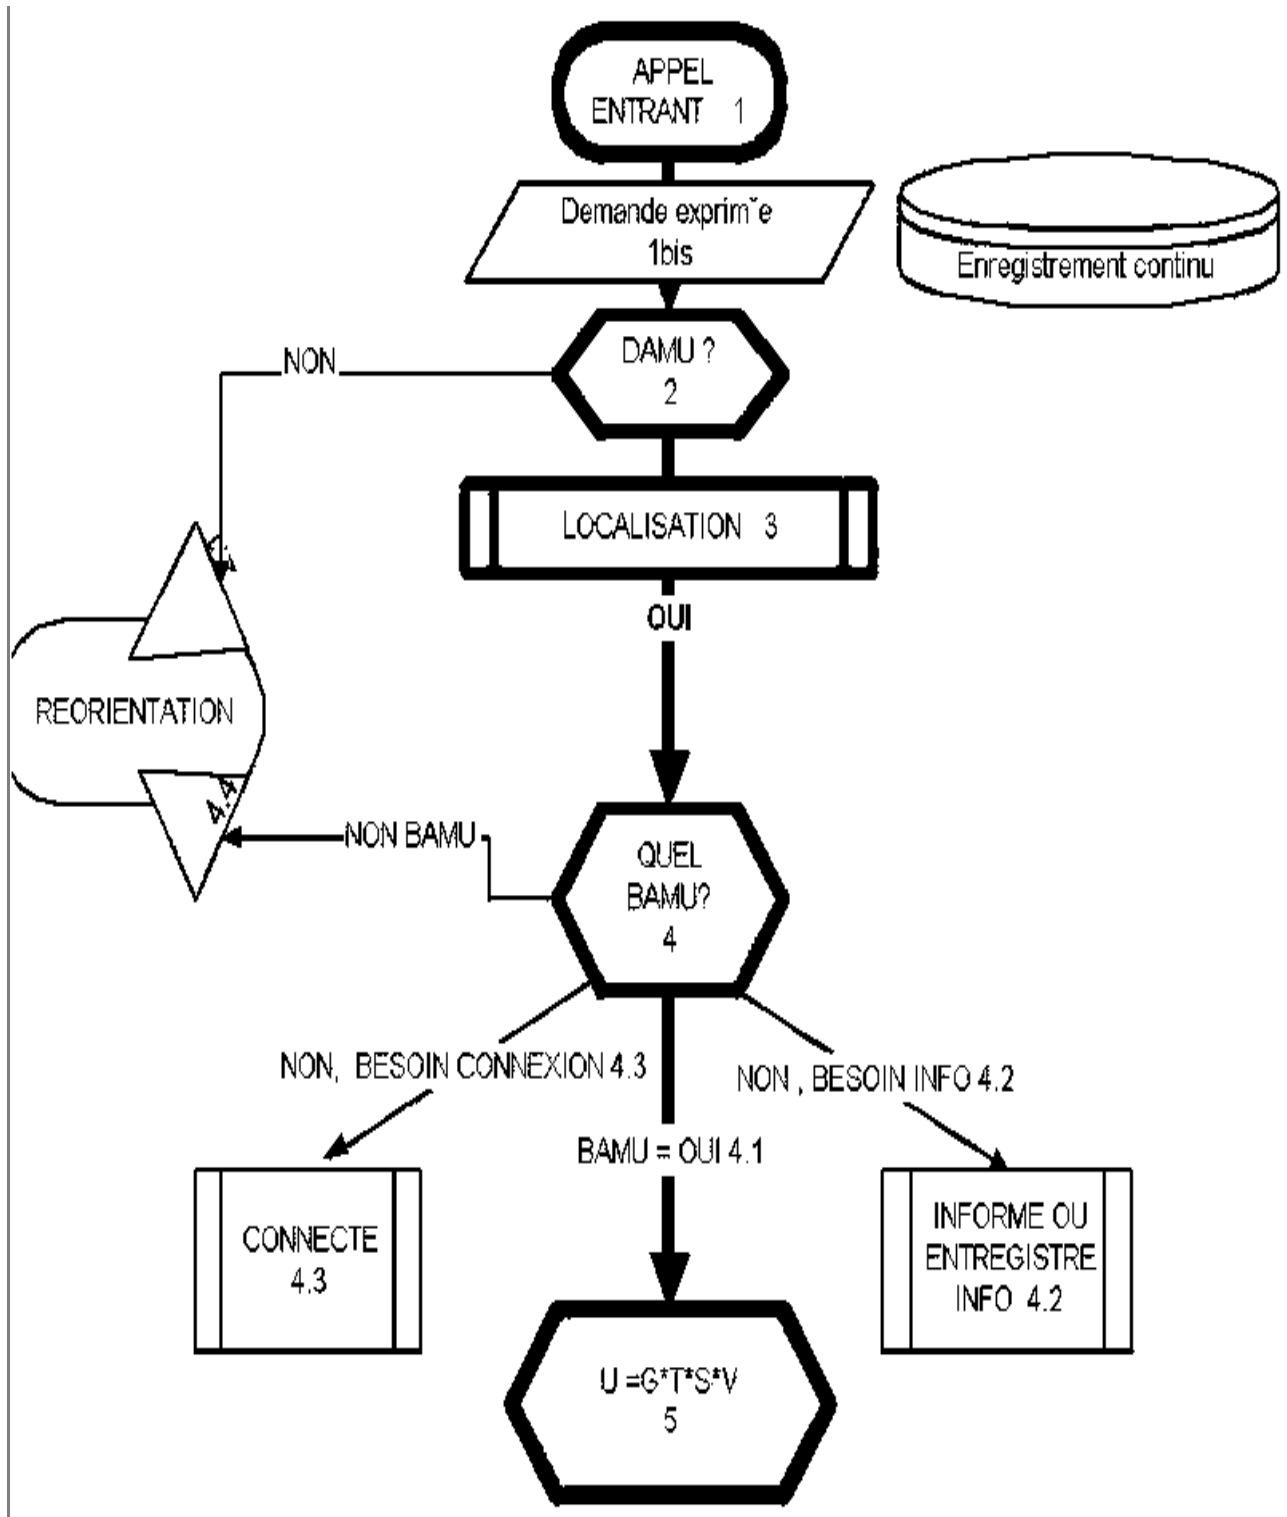 APPEL
ENTRANT 1
Demande exprimˇe
1bis
Enregistrement continu
DAMU ?
2
NON
LOCALISATION 3
OUI
REORIENTATION
4.4
NON BAMU
QUEL
BAMU?
4
NON, BESOIN CONNEXION 4.3
NON , BESOIN INFO 4.2
BAMU = OUI 4.1
CONNECTE
4.3
INFORME OU
ENTREGISTRE
INFO 4.2
U =G*T*S*V
5